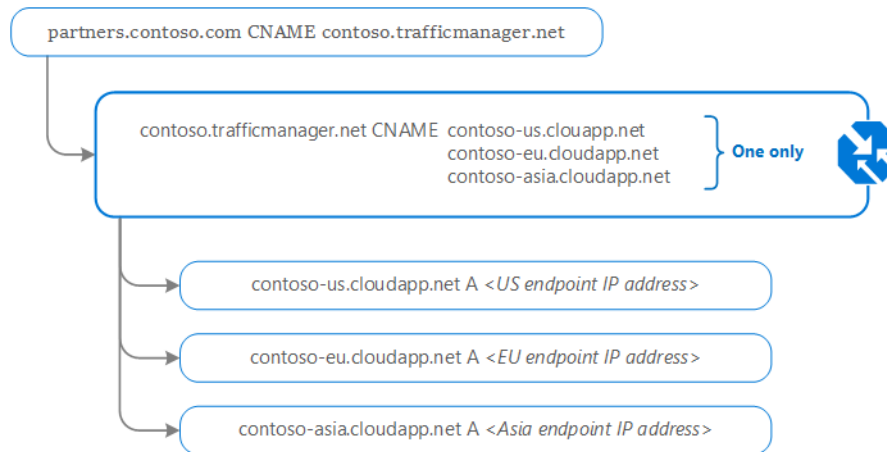 partners.contoso.com CNAME contoso.trafficmanager.net
contoso.trafficmanager.net CNAME contoso-us.clouapp.net
contoso-eu.cloudapp.net
contoso-asia.cloudapp.net
One only
contoso-us.cloudapp.net A <US endpoint IP address>
contoso-eu.cloudapp.net A <EU endpoint IP address>
contoso-asia.cloudapp.net A <Asia endpoint IP address>